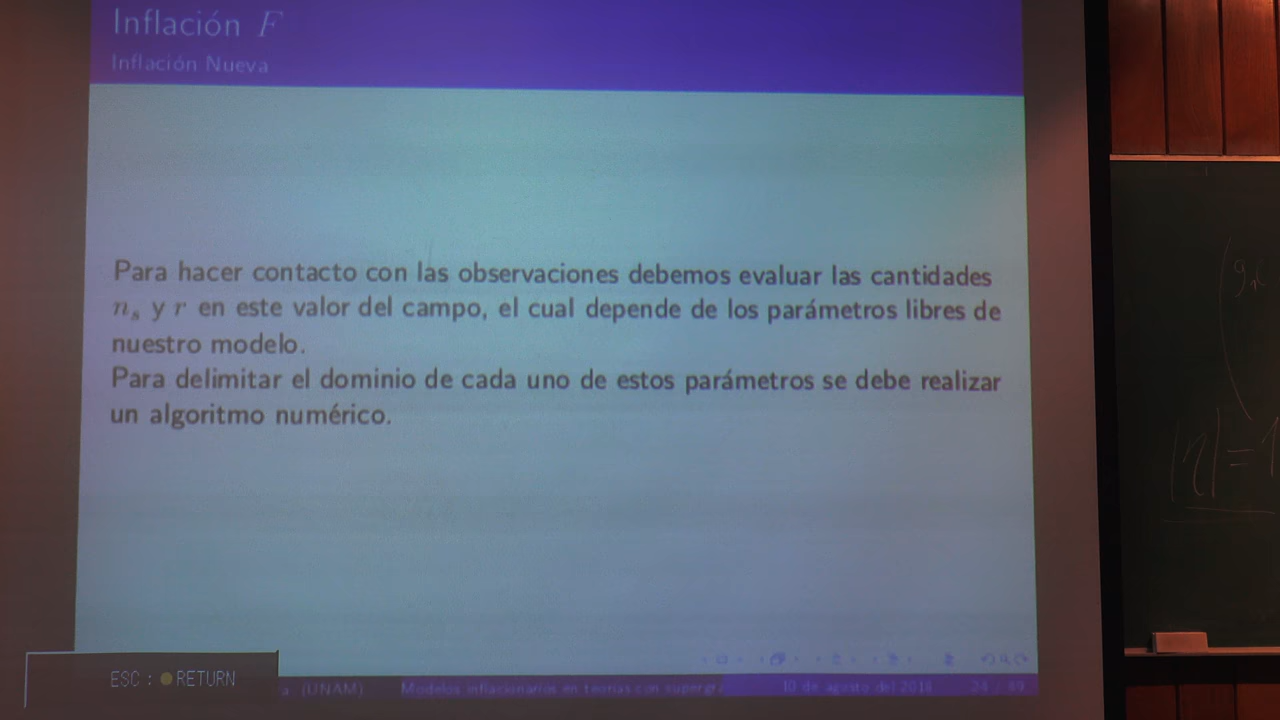 Inflación F
Inflación Nueva
Para hacer contacto con las observaciones debemos evaluar las cantidades
n_s y r en este valor del campo, el cual depende de los parámetros libres de
nuestro modelo.
Para delimitar el dominio de cada uno de estos parámetros se debe realizar
un algoritmo numérico.
ESC : RETURN
(UNAM) Modelos inflacionarios en teorías con 10 de agosto del 2018
|η| =